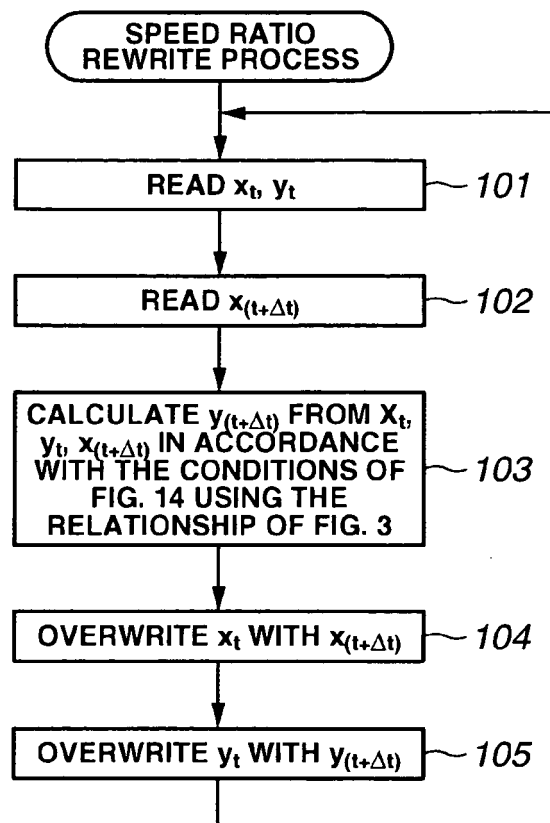 SPEED RATIO
REWRITE PROCESS
READ xₜ, yₜ 101
READ x₍ₜ₊Δₜ₎ 102
CALCULATE y₍ₜ₊Δₜ₎ FROM Xₜ,
yₜ, x₍ₜ₊Δₜ₎ IN ACCORDANCE
WITH THE CONDITIONS OF
FIG. 14 USING THE
RELATIONSHIP OF FIG. 3
103
OVERWRITE xₜ WITH x₍ₜ₊Δₜ₎ 104
OVERWRITE yₜ WITH y₍ₜ₊Δₜ₎ 105